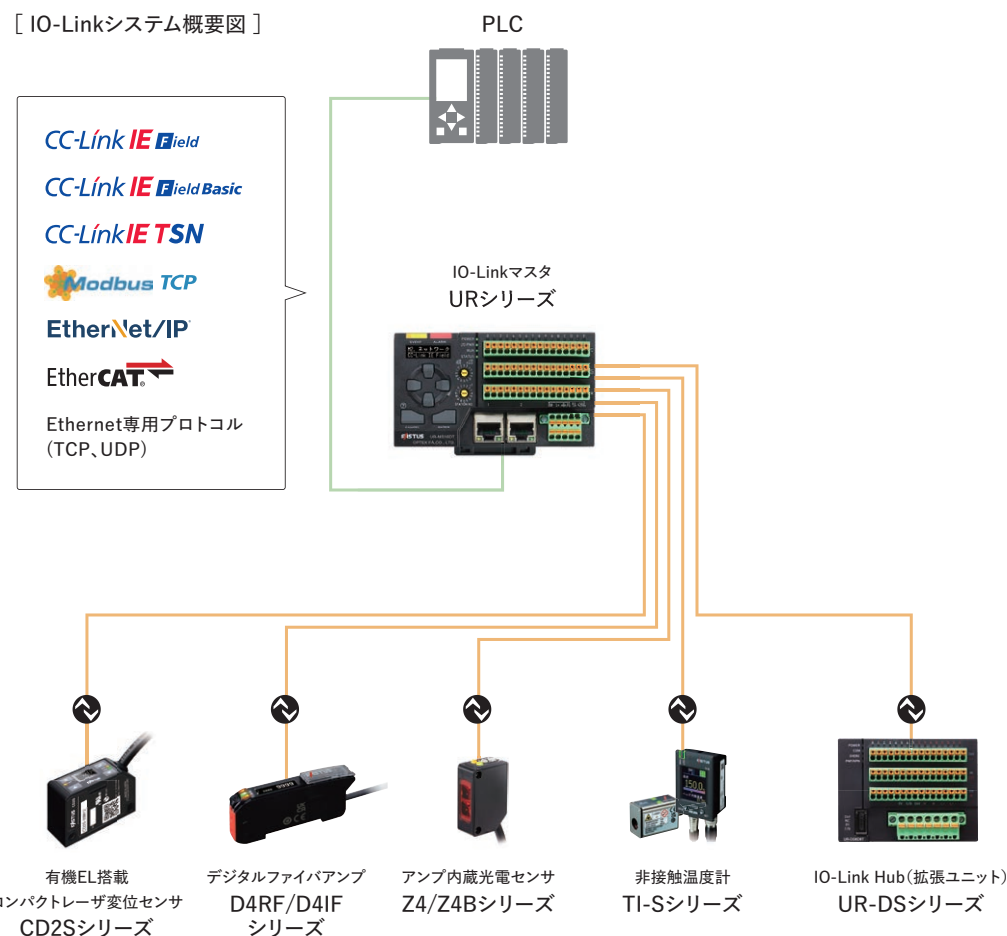 [ IO-Linkシステム概要図 ]
PLC
CC-Link IE Field
CC-Link IE Field Basic
CC-Link IE TSN
Modbus TCP
EtherNet/IP
EtherCAT®
Ethernet専用プロトコル
(TCP、UDP)
IO-Linkマスタ
URシリーズ
有機EL搭載
コンパクトレーザ変位センサ
CD2Sシリーズ
デジタルファイバアンプ
D4RF/D4IF
シリーズ
アンプ内蔵光電センサ
Z4/Z4Bシリーズ
非接触温度計
TI-Sシリーズ
IO-Link Hub（拡張ユニット）
UR-DSシリーズ